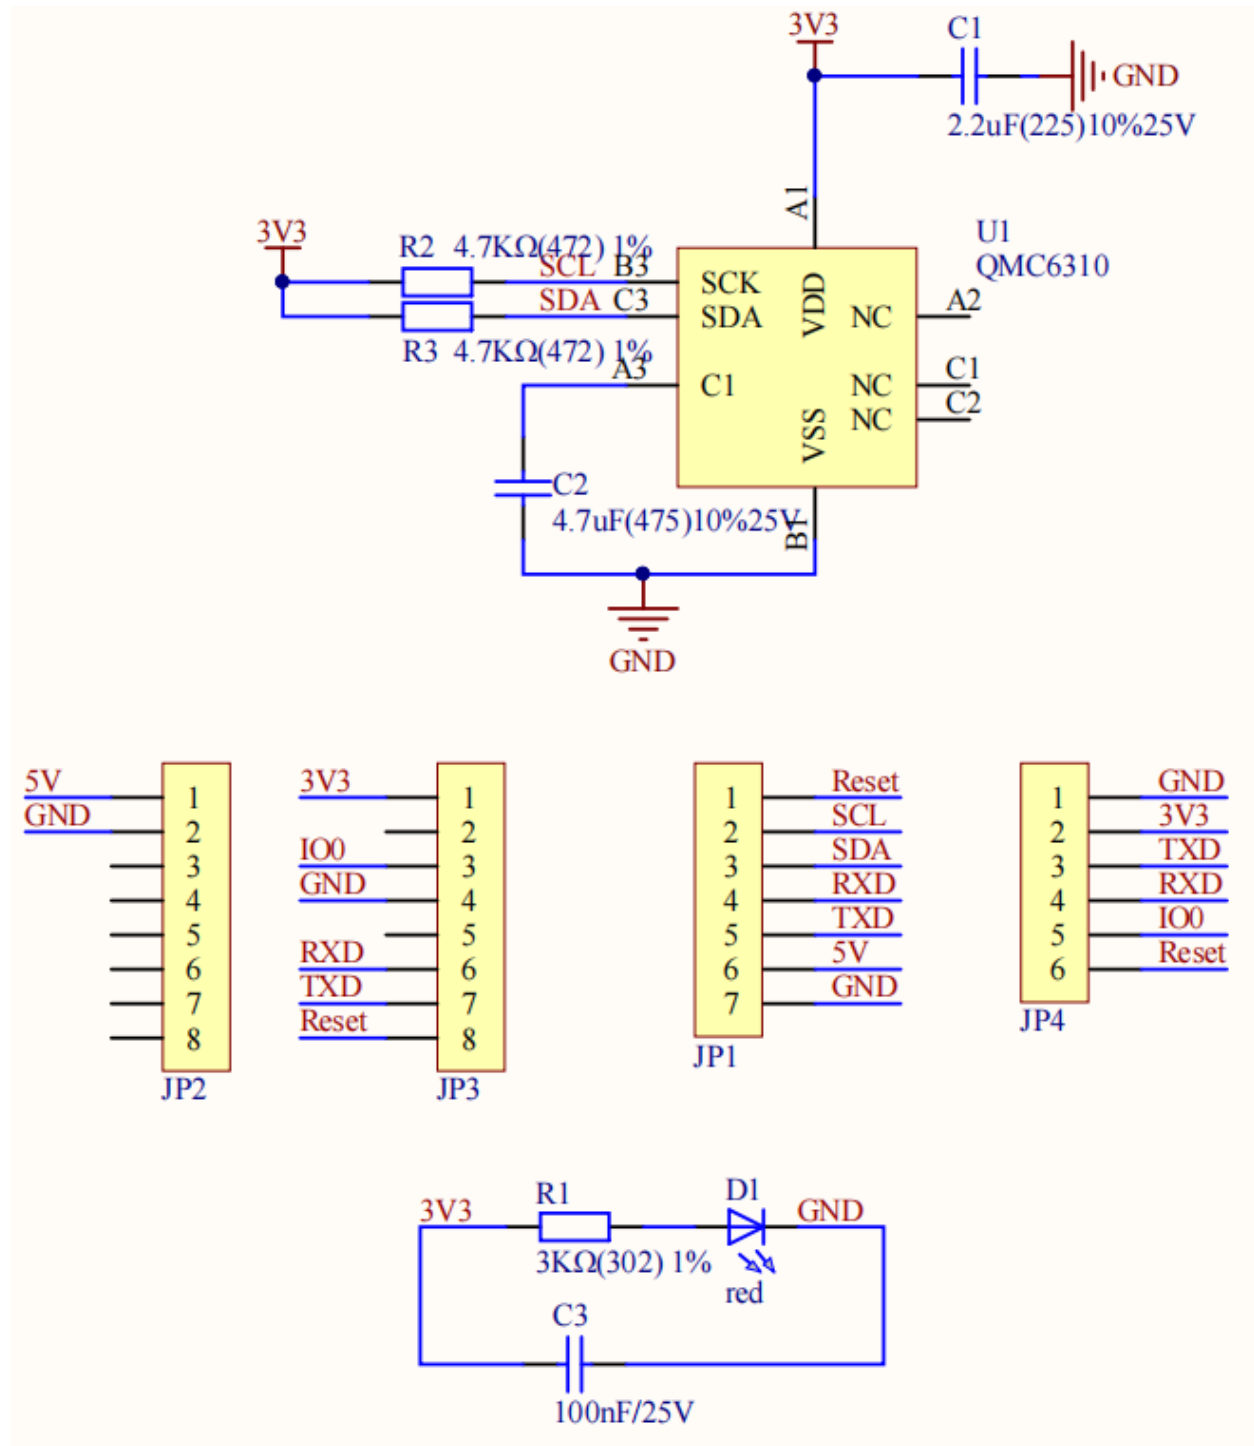 3V3
C1
GND
2.2uF(225)10%25V
A1
3V3
R2 4.7KΩ(472) 1%
SCL B3
SDA C3
R3 4.7KΩ(472) 1%
A3
U1
QMC6310
SCK
SDA
C1
VDD
VSS
NC
NC
NC
A2
C1
C2
C2
4.7uF(475)10%25V
B1
GND
5V
GND
1
2
3
4
5
6
7
8
JP2
3V3
IO0
GND
RXD
TXD
Reset
1
2
3
4
5
6
7
8
JP3
1
2
3
4
5
6
7
Reset
SCL
SDA
RXD
TXD
5V
GND
JP1
1
2
3
4
5
6
GND
3V3
TXD
RXD
IO0
Reset
JP4
3V3
R1
3KΩ(302) 1%
D1
red
GND
C3
100nF/25V